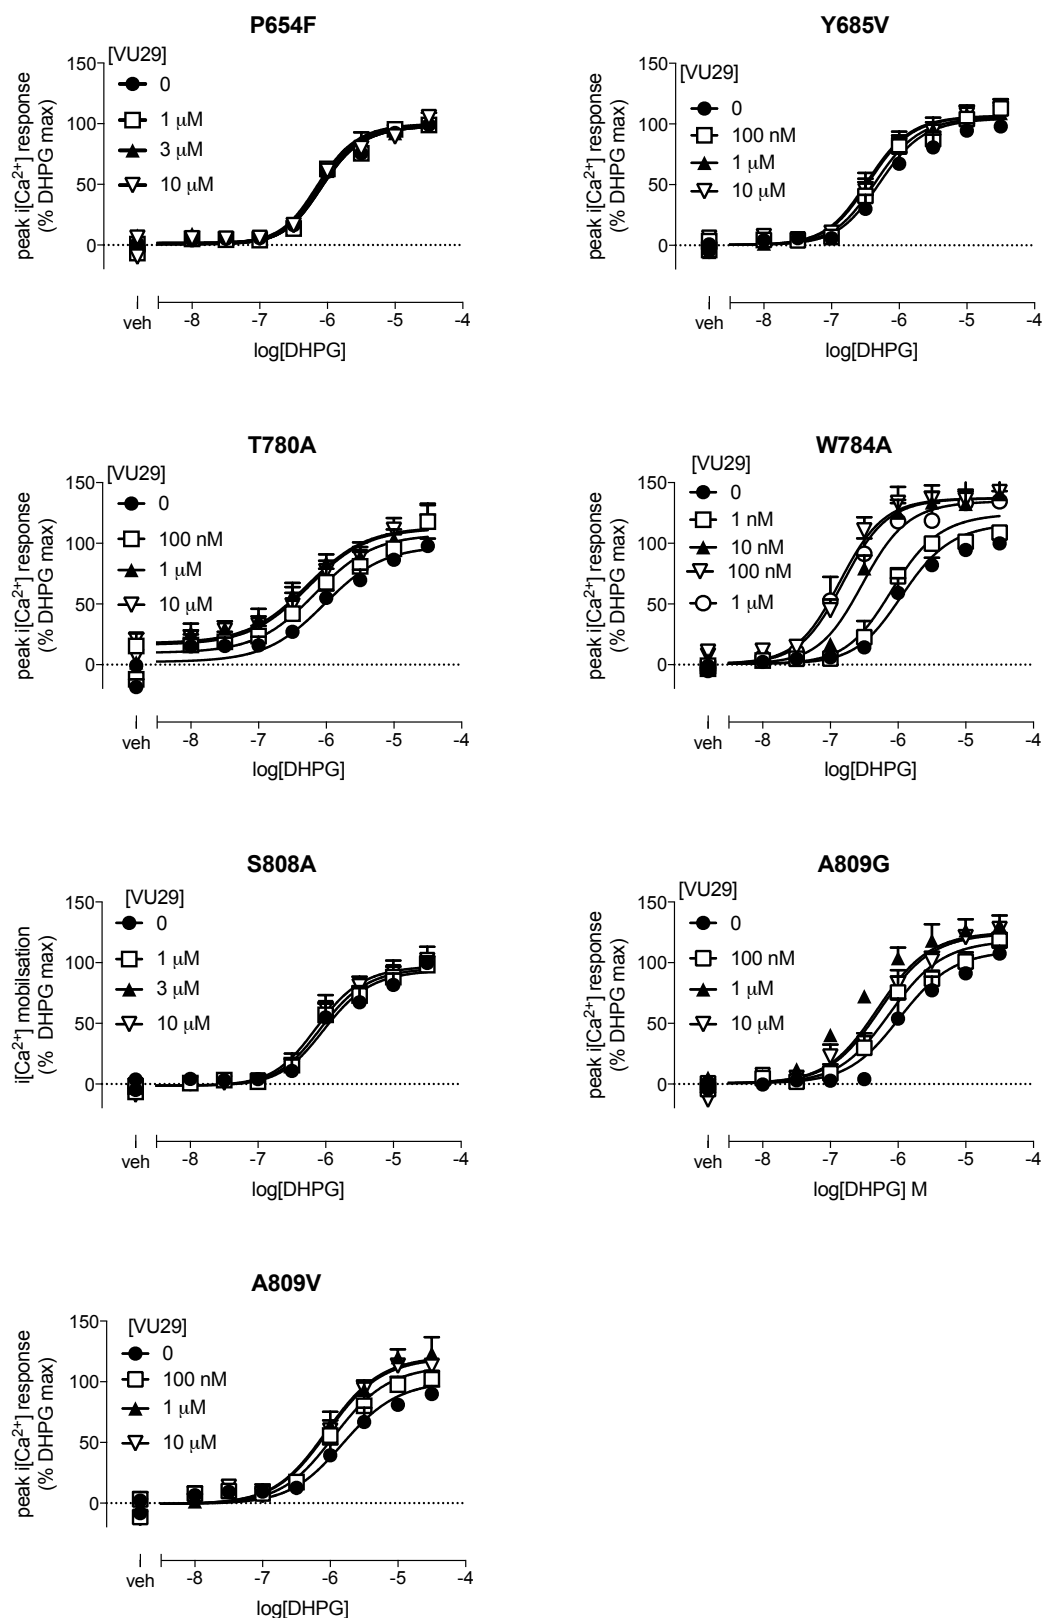 P654F
[VU29]
0
1 μM
3 μM
10 μM
peak i[Ca²⁺] response
(% DHPG max)
150
100
50
0
veh
-8
-7
-6
-5
-4
log[DHPG]
Y685V
[VU29]
0
100 nM
1 μM
10 μM
peak i[Ca²⁺] response
(% DHPG max)
150
100
50
0
veh
-8
-7
-6
-5
-4
log[DHPG]
T780A
[VU29]
0
100 nM
1 μM
10 μM
peak i[Ca²⁺] response
(% DHPG max)
150
100
50
0
veh
-8
-7
-6
-5
-4
log[DHPG]
W784A
[VU29]
0
1 nM
10 nM
100 nM
1 μM
peak i[Ca²⁺] response
(% DHPG max)
150
100
50
0
veh
-8
-7
-6
-5
-4
log[DHPG]
S808A
[VU29]
0
1 μM
3 μM
10 μM
i[Ca²⁺] mobilisation
(% DHPG max)
150
100
50
0
veh
-8
-7
-6
-5
-4
log[DHPG]
A809G
[VU29]
0
100 nM
1 μM
10 μM
peak i[Ca²⁺] response
(% DHPG max)
150
100
50
0
veh
-8
-7
-6
-5
-4
log[DHPG] M
A809V
[VU29]
0
100 nM
1 μM
10 μM
peak i[Ca²⁺] response
(% DHPG max)
150
100
50
0
veh
-8
-7
-6
-5
-4
log[DHPG]